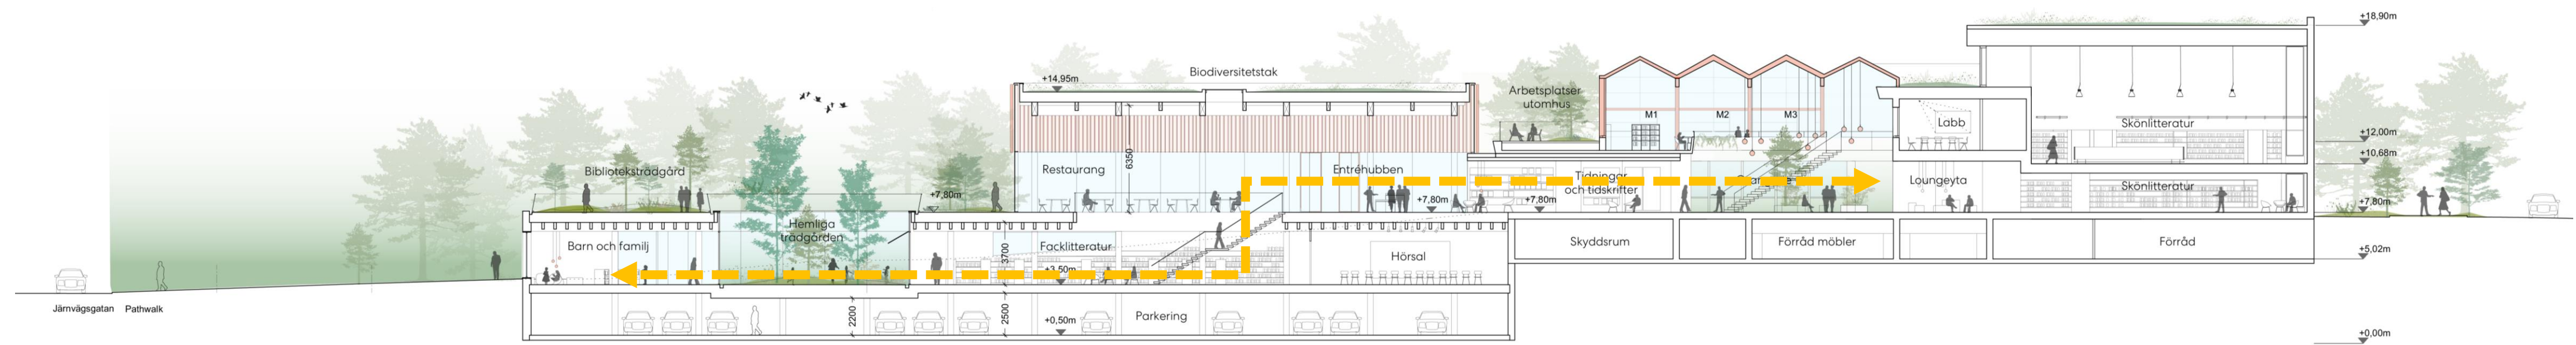 +18,90m
Biodiversitetstak
+14,95m
Arbetsplatser
utomhus
M1
M2
M3
Labb
Skönlitteratur
+12,00m
+10,68m
Biblioteksträdgård
Restaurang
6350
Entréhubben
Tidningar
och tidskrifter
Loungeyta
Skönlitteratur
+7,80m
+7,80m
+7,80m
+7,80m
Hemliga
trädgården
Barn och familj
Facklitteratur
3700
+3,50m
Hörsal
Skyddsrum
Förråd möbler
Förråd
+5,02m
Järnvägsgatan
Pathwalk
2200
2500
+0,50m
Parkering
+0,00m